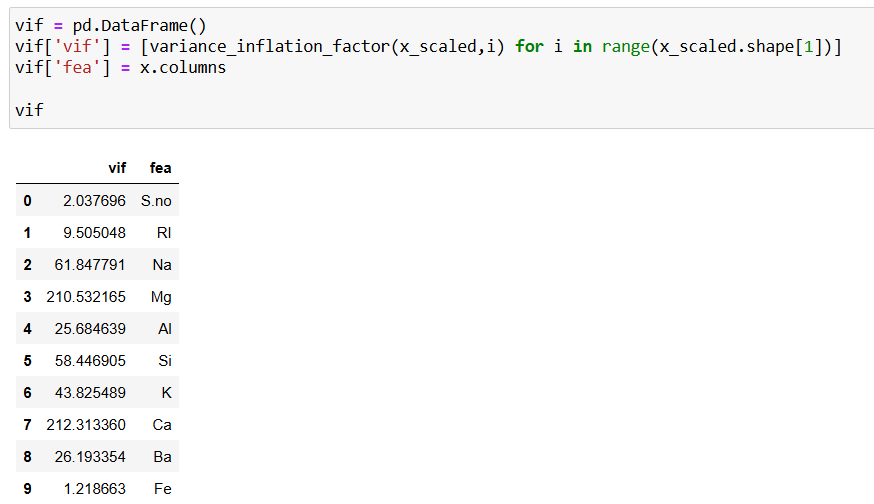 vif = pd.DataFrame()
vif['vif'] = [variance_inflation_factor(x_scaled,i) for i in range(x_scaled.shape[1])]
vif['fea'] = x.columns
vif
vif fea
0 2.037696 S.no
1 9.505048 RI
2 61.847791 Na
3 210.532165 Mg
4 25.684639 Al
5 58.446905 Si
6 43.825489 K
7 212.313360 Ca
8 26.193354 Ba
9 1.218663 Fe